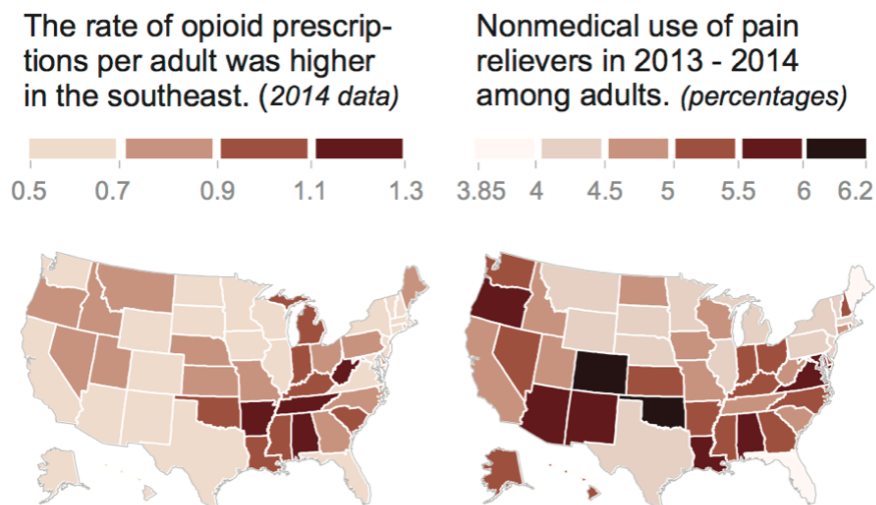 The rate of opioid prescrip-
tions per adult was higher
in the southeast. (2014 data)
0.5 0.7 0.9 1.1 1.3
Nonmedical use of pain
relievers in 2013 - 2014
among adults. (percentages)
3.85 4 4.5 5 5.5 6 6.2